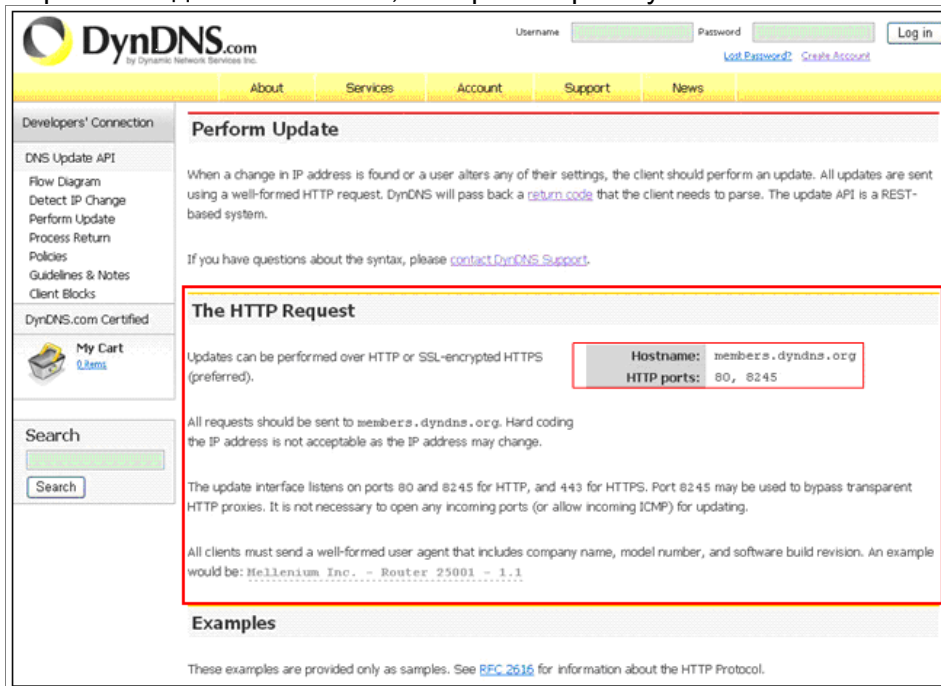 DynDNS.com
by Dynamic Network Services Inc.
Username
Password
Log in
Lost Password? Create Account
About Services Account Support News
Developers' Connection
DNS Update API
Flow Diagram
Detect IP Change
Perform Update
Process Return
Policies
Guidelines & Notes
Client Blocks
DynDNS.com Certified
My Cart
0 items
Search
Search
Perform Update
When a change in IP address is found or a user alters any of their settings, the client should perform an update. All updates are sent
using a well-formed HTTP request. DynDNS will pass back a return code that the client needs to parse. The update API is a REST-
based system.
If you have questions about the syntax, please contact DynDNS Support.
The HTTP Request
Updates can be performed over HTTP or SSL-encrypted HTTPS
(preferred).
Hostname: members.dyndns.org
HTTP ports: 80, 8245
All requests should be sent to members.dyndns.org. Hard coding
the IP address is not acceptable as the IP address may change.
The update interface listens on ports 80 and 8245 for HTTP, and 443 for HTTPS. Port 8245 may be used to bypass transparent
HTTP proxies. It is not necessary to open any incoming ports (or allow incoming ICMP) for updating.
All clients must send a well-formed user agent that includes company name, model number, and software build revision. An example
would be: Mellenium Inc. - Router 25001 - 1.1
Examples
These examples are provided only as samples. See RFC 2616 for information about the HTTP Protocol.